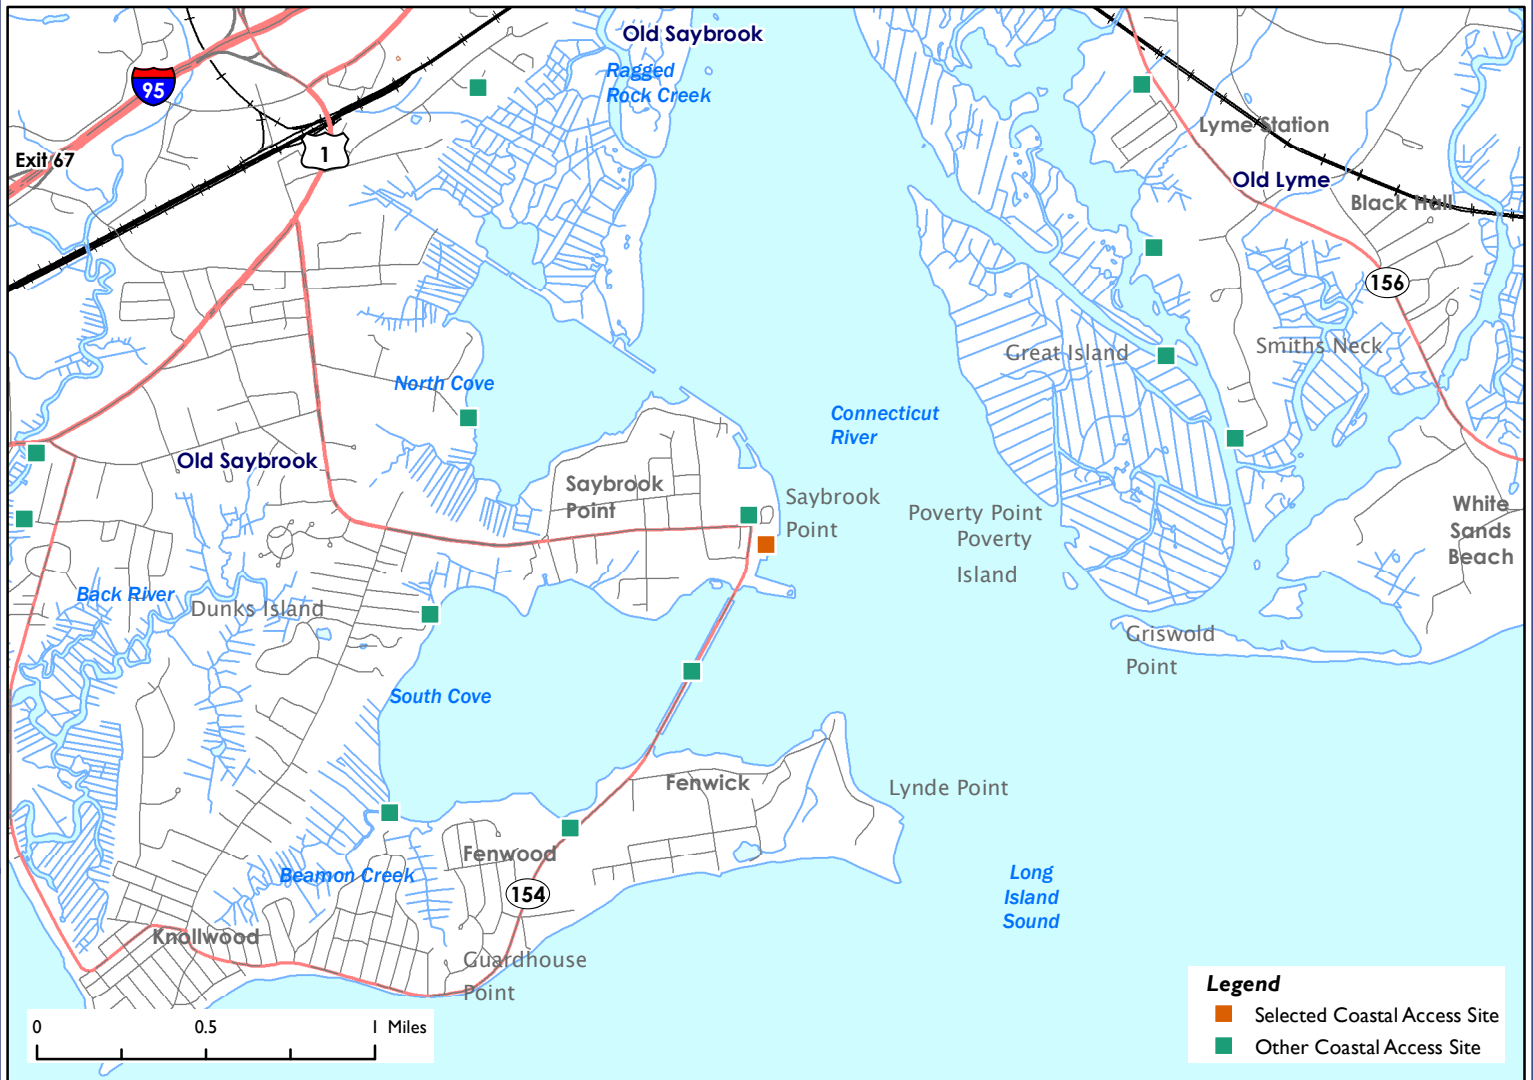 Old Saybrook
Ragged
Rock Creek
95
Exit 67
1
Lyme Station
Old Lyme
Black Hall
156
Great Island
Smiths Neck
North Cove
Connecticut
River
Old Saybrook
Saybrook
Point
Saybrook
Point
Poverty Point
Poverty
Island
White
Sands
Beach
Back River
Dunks Island
Griswold
Point
South Cove
Fenwick
Lynde Point
Fenwood
Beamon Creek
154
Long
Island
Sound
Knollwood
Guardhouse
Point
Legend
Selected Coastal Access Site
Other Coastal Access Site
0 0.5 1 Miles